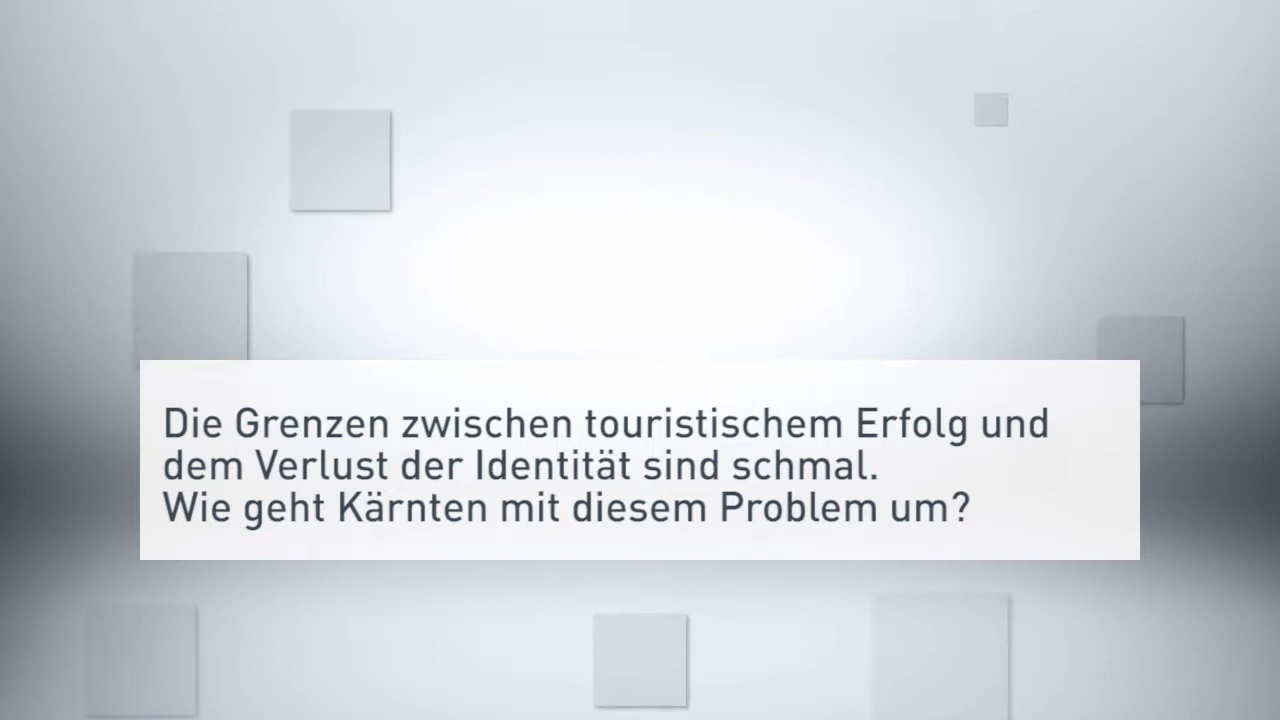 Die Grenzen zwischen touristischem Erfolg und
dem Verlust der Identität sind schmal.
Wie geht Kärnten mit diesem Problem um?